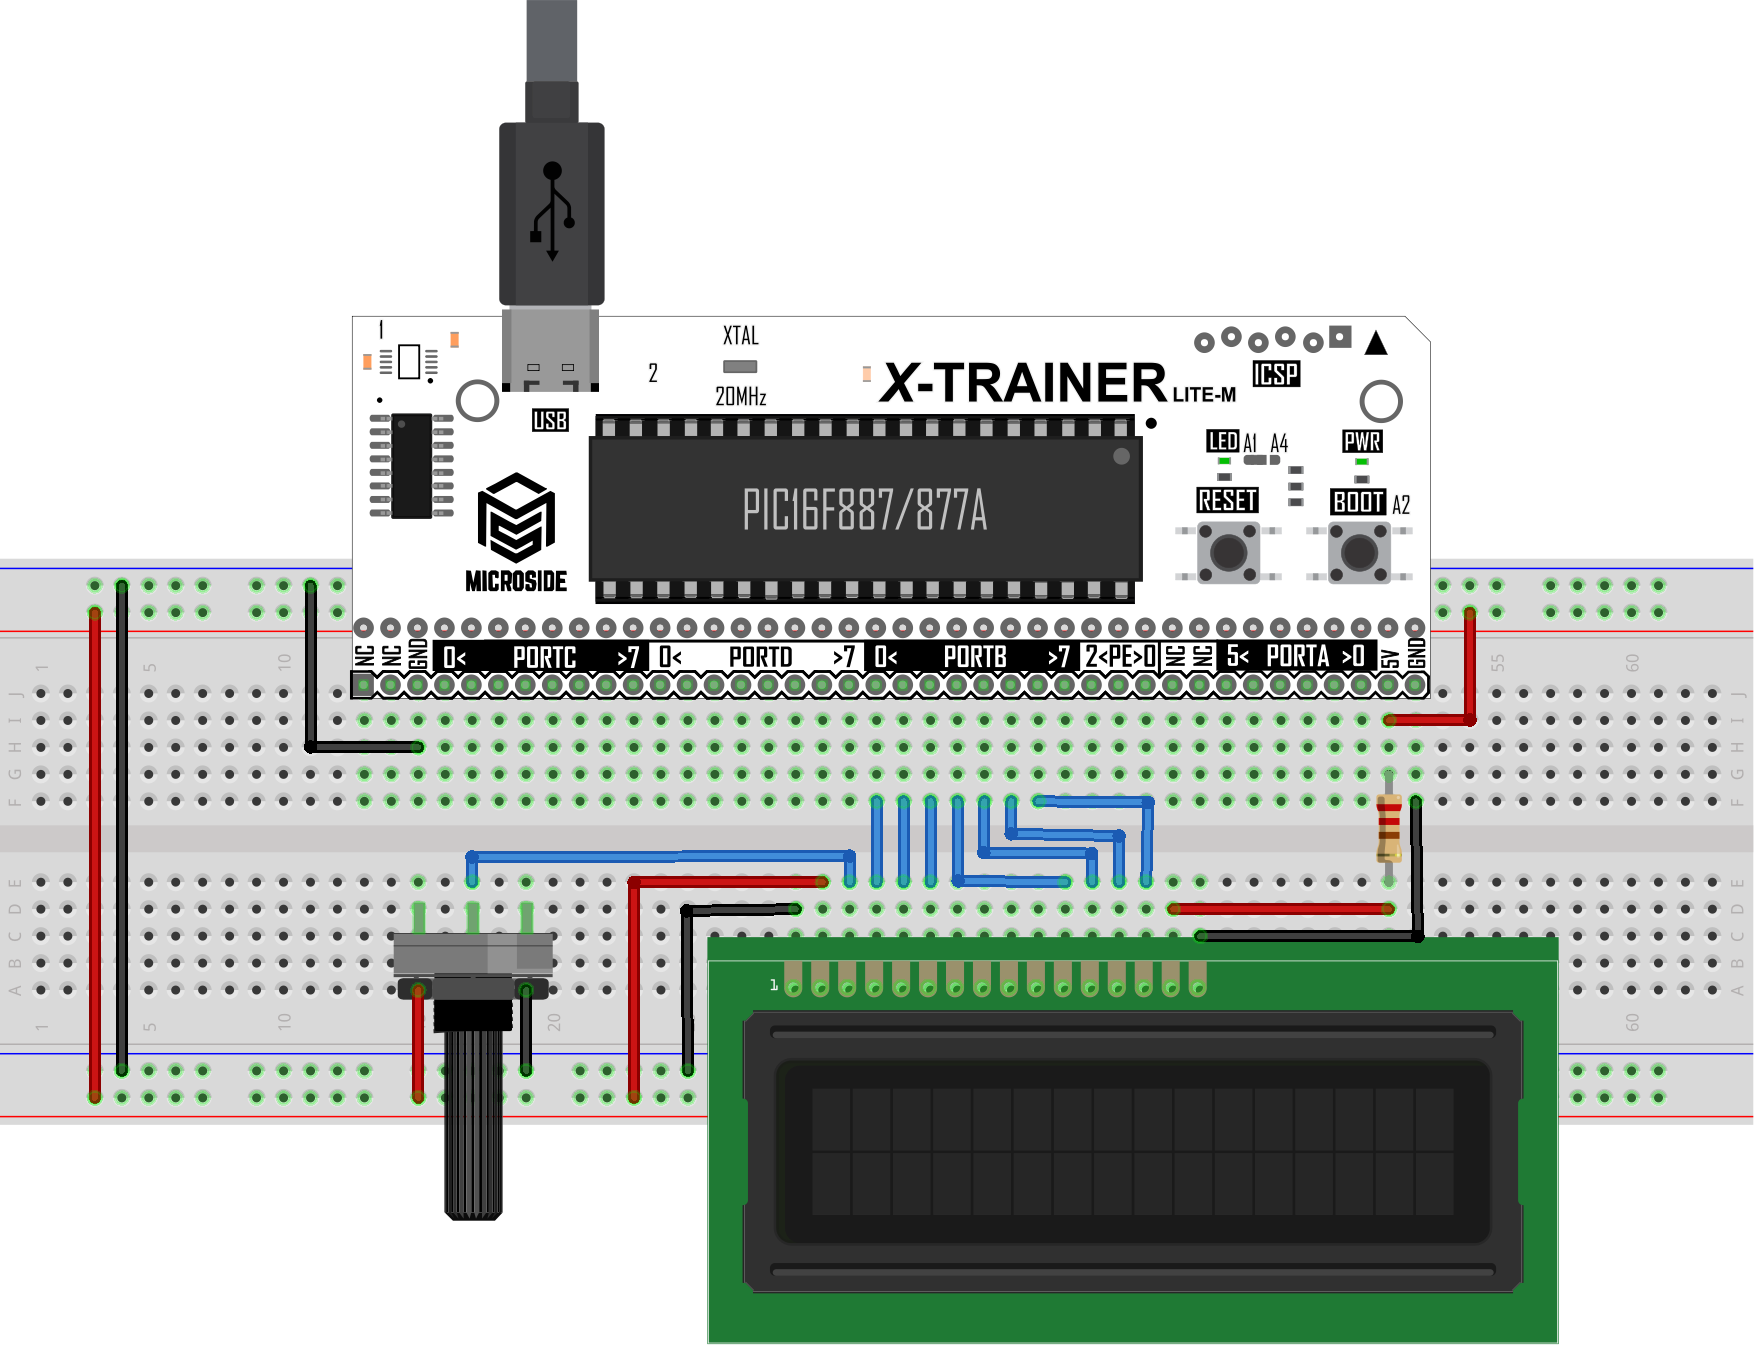 1
XTAL
2
20MHz
X-TRAINER LITE-M
ICSP
USB
LED A1 A4
PWR
RESET
BOOT A2
PIC16F887/877A
MICROSIDE
NC NC GND 0< PORTC >7 0< PORTD >7 0< PORTB >7 2<PE>0 NC NC 5< PORTA >0 5V GND
1 5 10 55 60
J J
I I
H H
G G
F F
E E
D D
C C
B B
A A
1
1 5 10 20 60